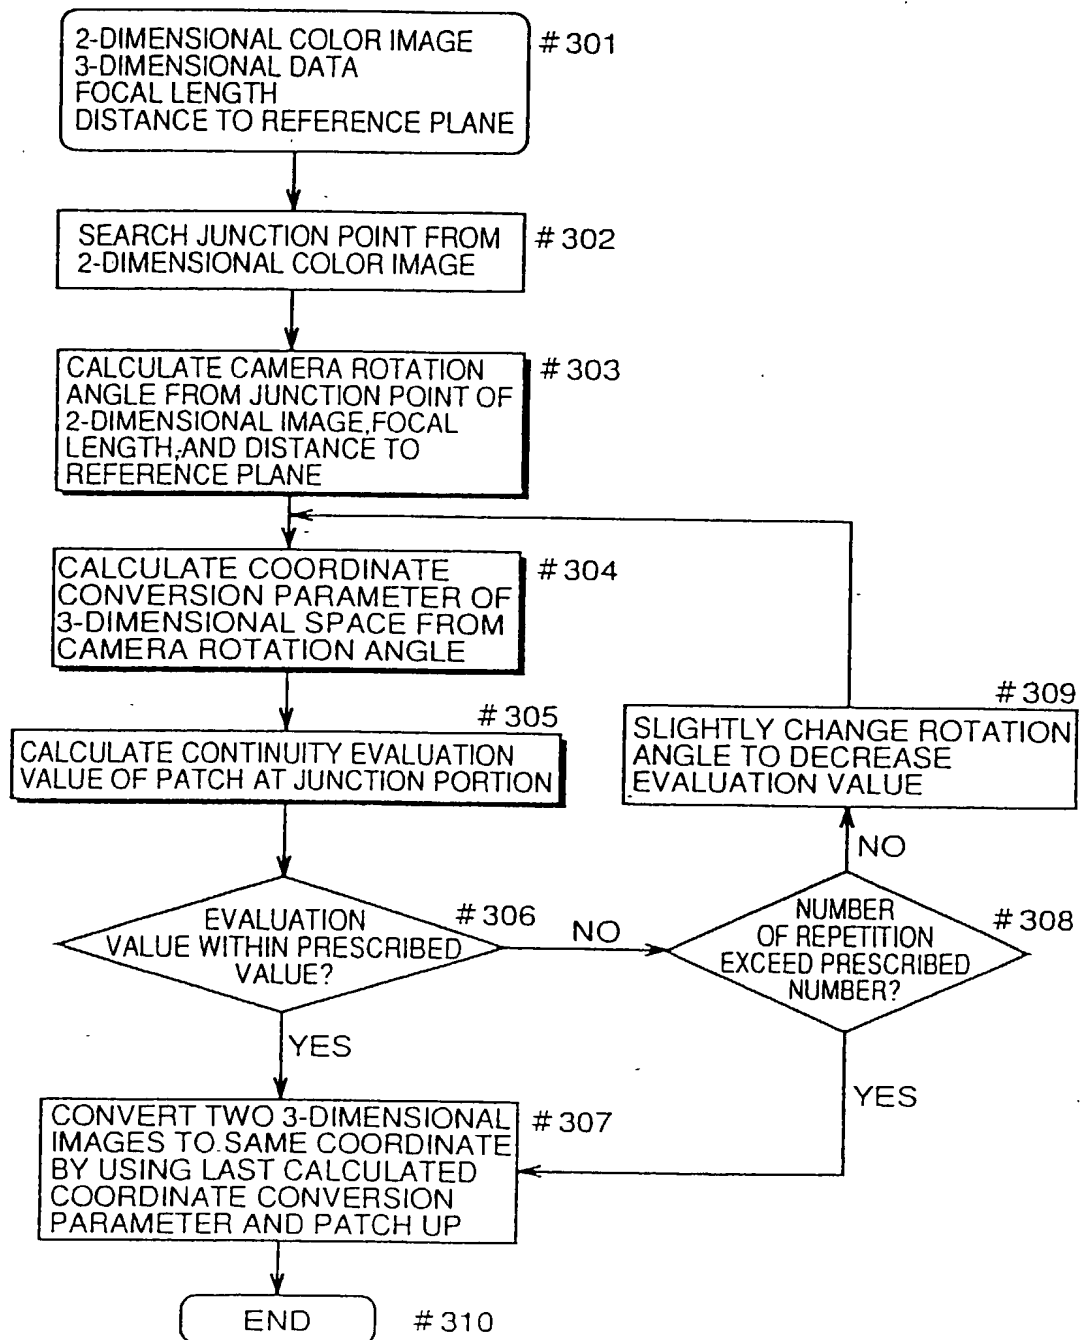 2-DIMENSIONAL COLOR IMAGE
3-DIMENSIONAL DATA
FOCAL LENGTH
DISTANCE TO REFERENCE PLANE
#301
SEARCH JUNCTION POINT FROM
2-DIMENSIONAL COLOR IMAGE
#302
CALCULATE CAMERA ROTATION
ANGLE FROM JUNCTION POINT OF
2-DIMENSIONAL IMAGE,FOCAL
LENGTH,AND DISTANCE TO
REFERENCE PLANE
#303
CALCULATE COORDINATE
CONVERSION PARAMETER OF
3-DIMENSIONAL SPACE FROM
CAMERA ROTATION ANGLE
#304
#305
CALCULATE CONTINUITY EVALUATION
VALUE OF PATCH AT JUNCTION PORTION
#309
SLIGHTLY CHANGE ROTATION
ANGLE TO DECREASE
EVALUATION VALUE
NO
EVALUATION
VALUE WITHIN PRESCRIBED
VALUE?
#306
NO
NUMBER
OF REPETITION
EXCEED PRESCRIBED
NUMBER?
#308
YES
YES
CONVERT TWO 3-DIMENSIONAL
IMAGES TO SAME COORDINATE
BY USING LAST CALCULATED
COORDINATE CONVERSION
PARAMETER AND PATCH UP
#307
END
#310